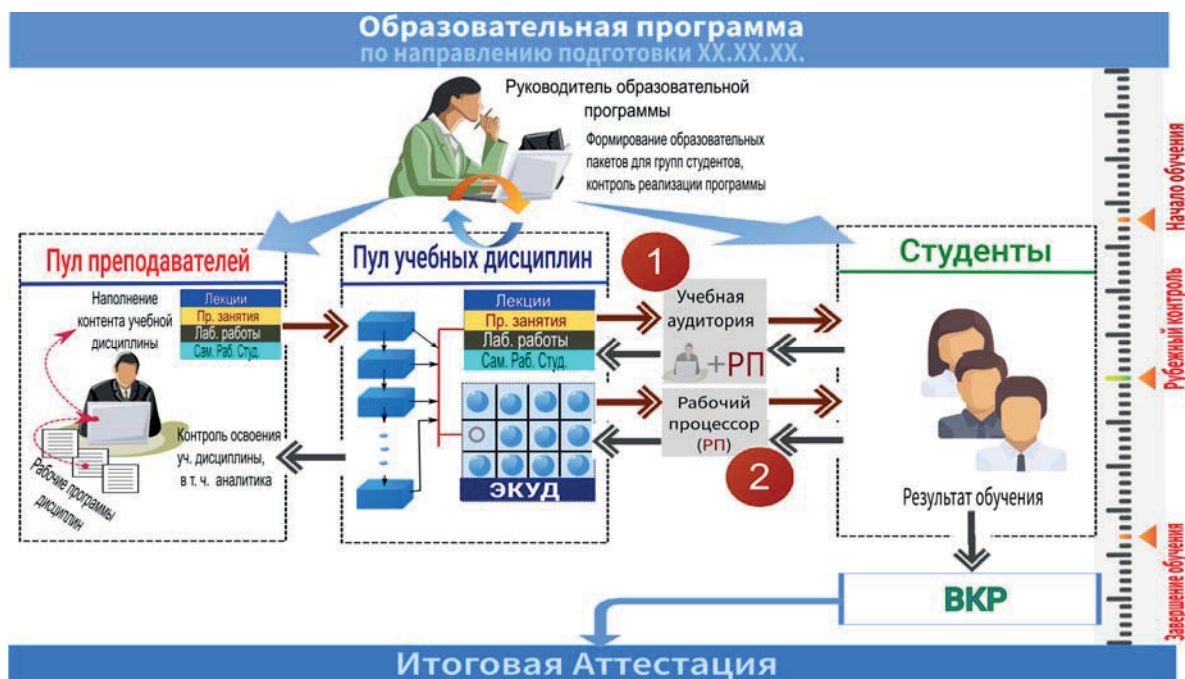 Образовательная программа
по направлению подготовки XX.XX.XX.
Руководитель образовательной
программы
Формирование образовательных
пакетов для групп студентов,
контроль реализации программы
Пул преподавателей
Наполнение
контента учебной
дисциплины
Лекции
Пр. занятия
Лаб. работы
Сам. Раб. Студ.
Контроль освоения
уч. дисциплины,
в т. ч. аналитика
Рабочие программы
дисциплин
Пул учебных дисциплин
Лекции
Пр. занятия
Лаб. работы
Сам. Раб. Студ.
ЭКУД
1
Учебная
аудитория
+РП
Рабочий
процессор
(РП)
2
Студенты
Результат обучения
ВКР
Итоговая Аттестация
Начало обучения
Рубежный контроль
Завершение обучения